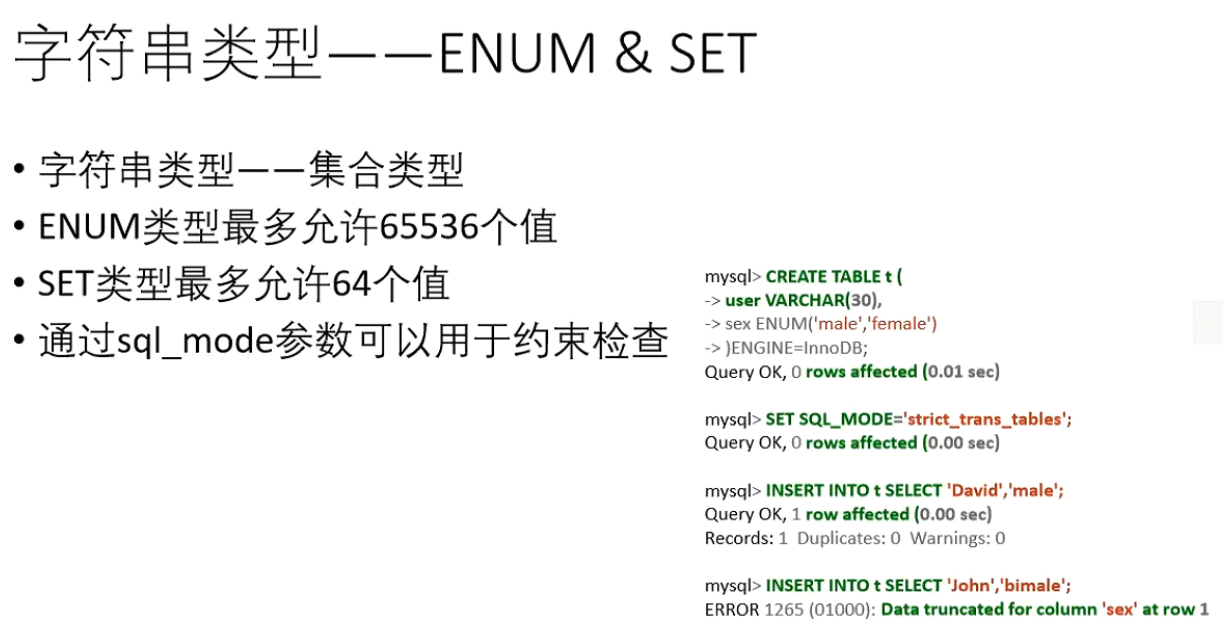 字符串类型——ENUM & SET
• 字符串类型——集合类型
• ENUM类型最多允许65536个值
• SET类型最多允许64个值
• 通过sql_mode参数可以用于约束检查
mysql> CREATE TABLE t (
-> user VARCHAR(30),
-> sex ENUM('male','female')
-> )ENGINE=InnoDB;
Query OK, 0 rows affected (0.01 sec)
mysql> SET SQL_MODE='strict_trans_tables';
Query OK, 0 rows affected (0.00 sec)
mysql> INSERT INTO t SELECT 'David','male';
Query OK, 1 row affected (0.00 sec)
Records: 1 Duplicates: 0 Warnings: 0
mysql> INSERT INTO t SELECT 'John','bimale';
ERROR 1265 (01000): Data truncated for column 'sex' at row 1